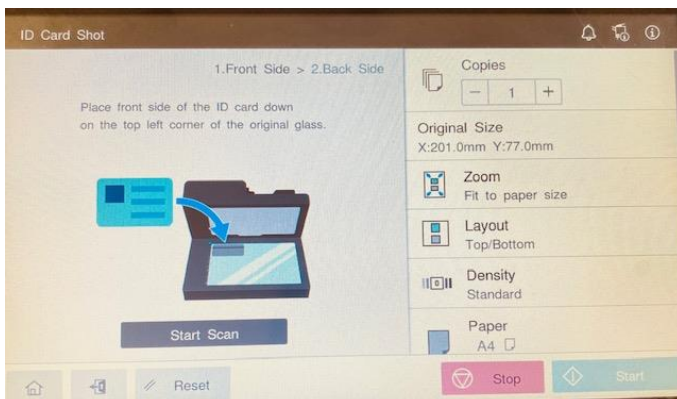 ID Card Shot
1.Front Side > 2.Back Side
Place front side of the ID card down
on the top left corner of the original glass.
Start Scan
Copies
1
Original Size
X:201.0mm Y:77.0mm
Zoom
Fit to paper size
Layout
Top/Bottom
Density
Standard
Paper
A4
Reset
Stop
Start